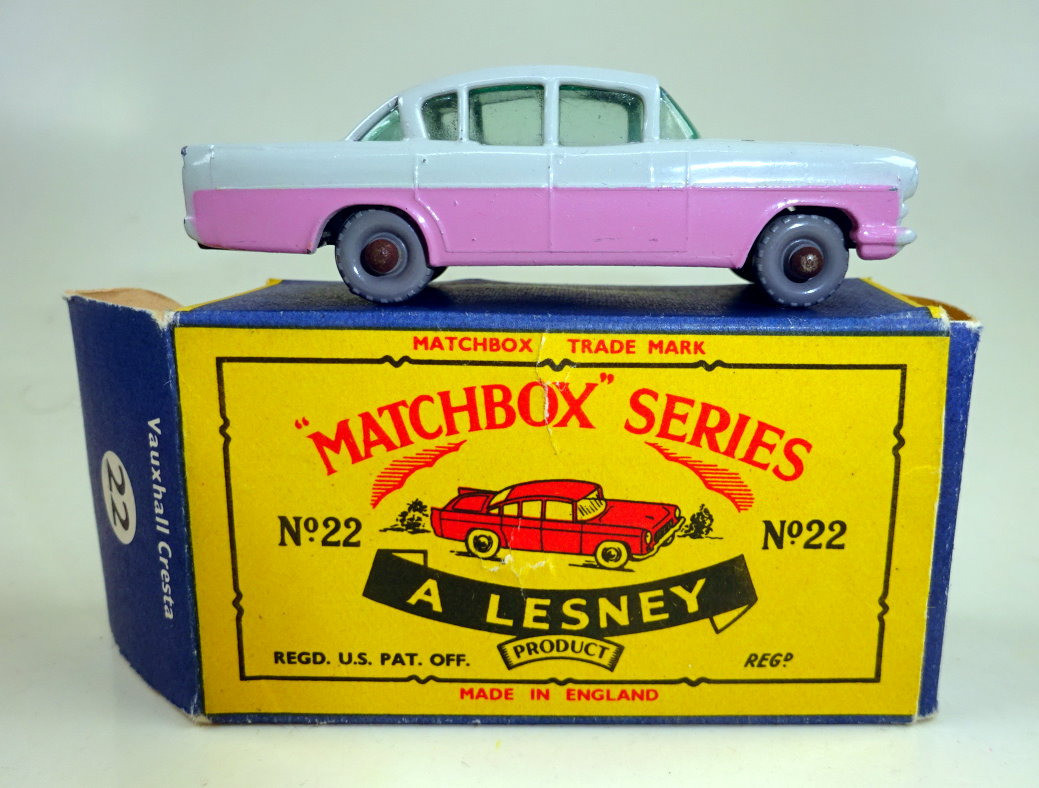 MATCHBOX TRADE MARK
"MATCHBOX" SERIES
Nº22 Nº22
A LESNEY
PRODUCT
REGD. U.S. PAT. OFF. REGD
MADE IN ENGLAND
22
Vauxhall Cresta